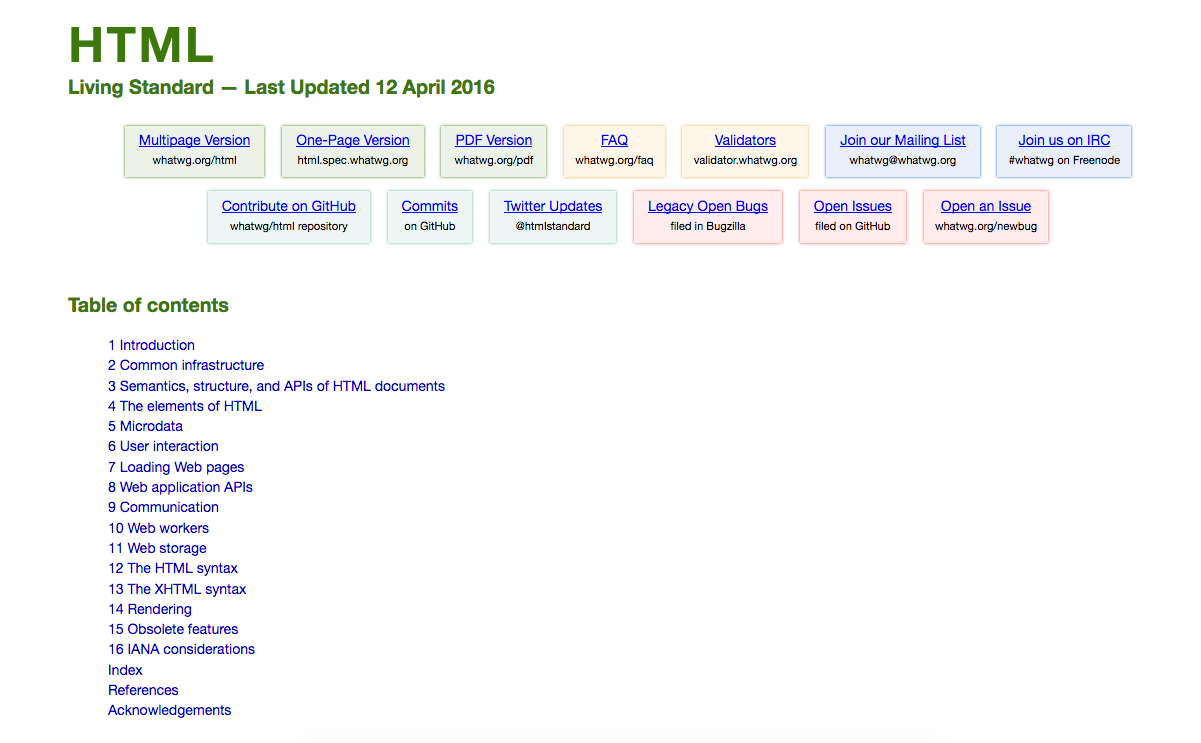 HTML
Living Standard — Last Updated 12 April 2016
Multipage Version
whatwg.org/html
One-Page Version
html.spec.whatwg.org
PDF Version
whatwg.org/pdf
FAQ
whatwg.org/faq
Validators
validator.whatwg.org
Join our Mailing List
whatwg@whatwg.org
Join us on IRC
#whatwg on Freenode
Contribute on GitHub
whatwg/html repository
Commits
on GitHub
Twitter Updates
@htmlstandard
Legacy Open Bugs
filed in Bugzilla
Open Issues
filed on GitHub
Open an Issue
whatwg.org/newbug
Table of contents
1 Introduction
2 Common infrastructure
3 Semantics, structure, and APIs of HTML documents
4 The elements of HTML
5 Microdata
6 User interaction
7 Loading Web pages
8 Web application APIs
9 Communication
10 Web workers
11 Web storage
12 The HTML syntax
13 The XHTML syntax
14 Rendering
15 Obsolete features
16 IANA considerations
Index
References
Acknowledgements